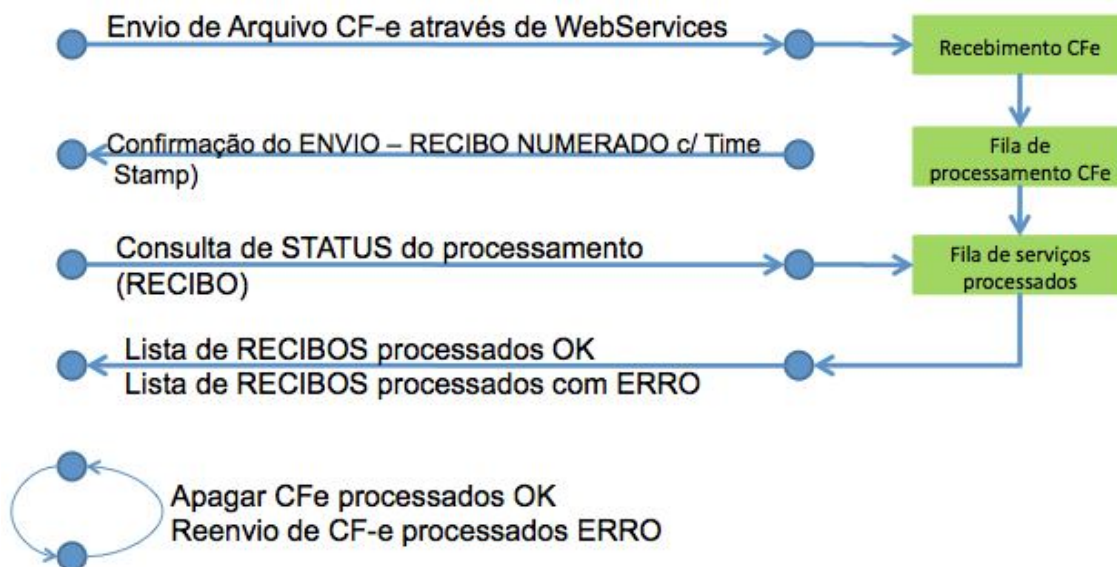 Envio de Arquivo CF-e através de WebServices
Recebimento CFe
Confirmação do ENVIO – RECIBO NUMERADO c/ Time
Stamp)
Fila de
processamento CFe
Consulta de STATUS do processamento
(RECIBO)
Fila de serviços
processados
Lista de RECIBOS processados OK
Lista de RECIBOS processados com ERRO
Apagar CFe processados OK
Reenvio de CF-e processados ERRO